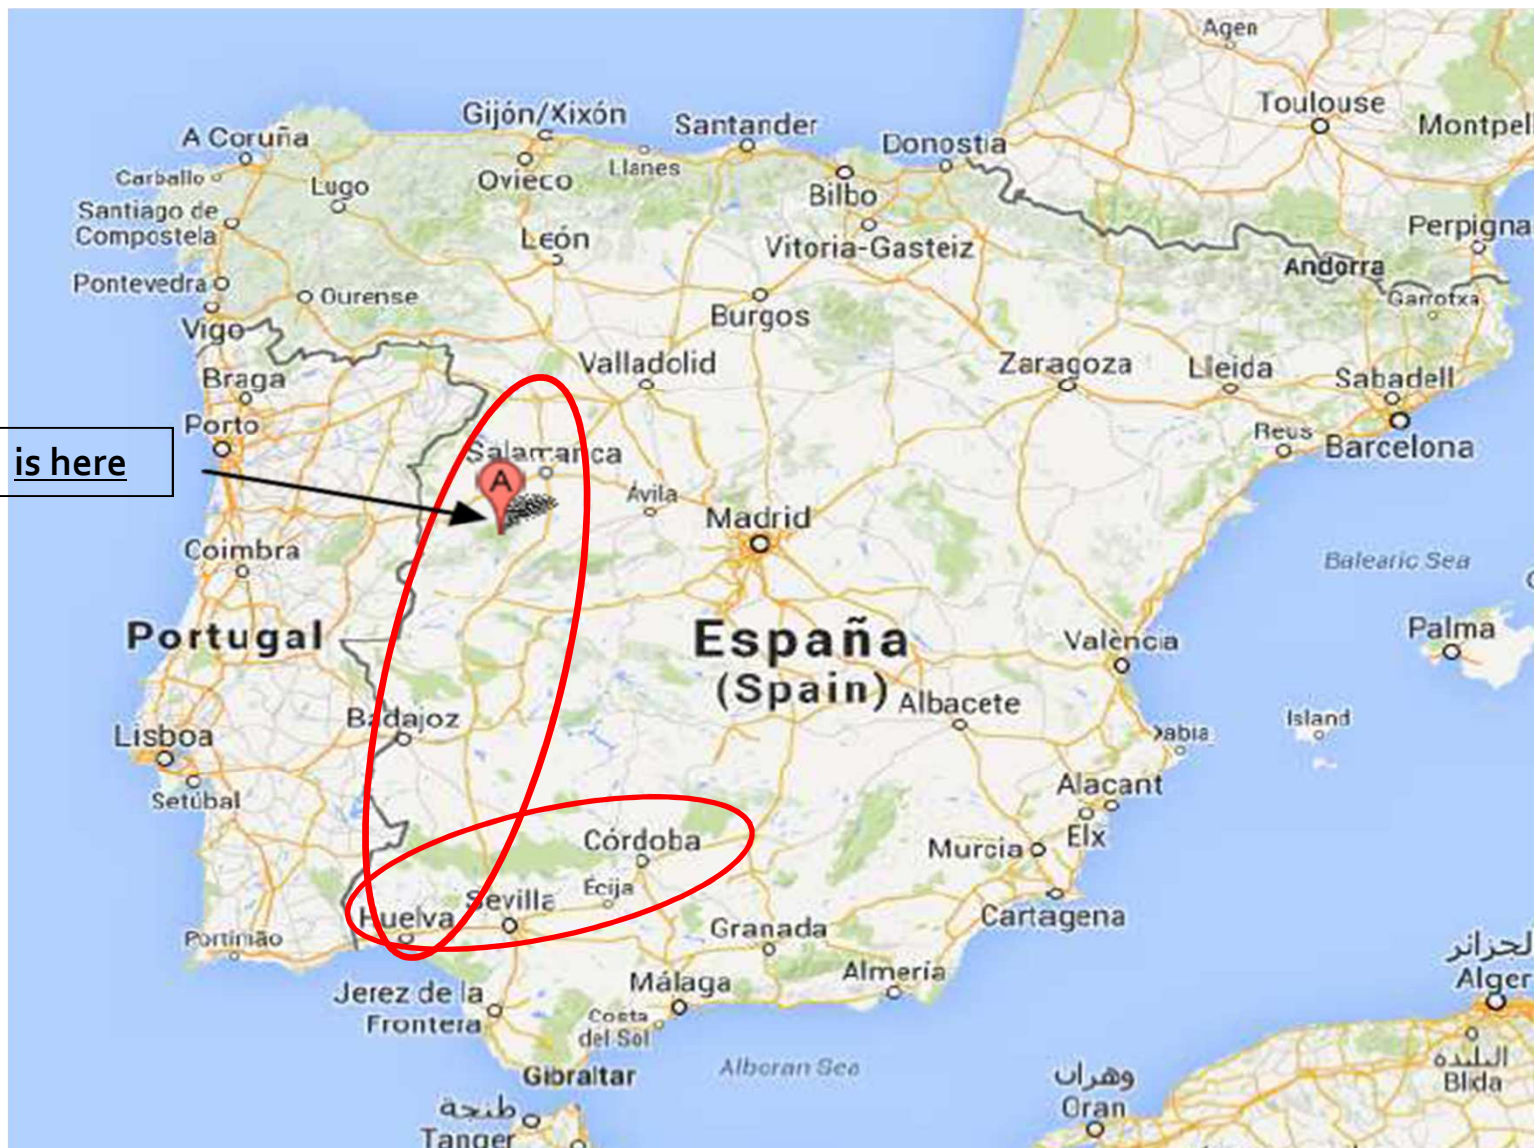 Agen
Toulouse
Montpel
Gijón/Xixón
Santander
Donostia
A Coruña
Carballo
Lugo
Ovieco
Llanes
Bilbo
Santiago de
Compostela
León
Vitoria-Gasteiz
Perpigna
Andorra
Pontevedra
Ourense
Garrotxa
Vigo
Burgos
Valladolid
Zaragoza
Lleida
Sabadell
Braga
Porto
is here
Salamanca
A
Reus
Barcelona
Ávila
Madrid
Coimbra
Balearic Sea
Portugal
España
(Spain)
València
Palma
Badajoz
Albacete
Island
Lisboa
Xabia
Setúbal
Alacant
Elx
Córdoba
Murcia
Écija
Sevilla
Huelva
Cartagena
Granada
Portimão
Almería
Málaga
Jerez de la
Frontera
Costa
del Sol
Gibraltar
Alboran Sea
لجزائر
Alger
البليدة
Blida
وهران
Oran
طنجة
Tanger